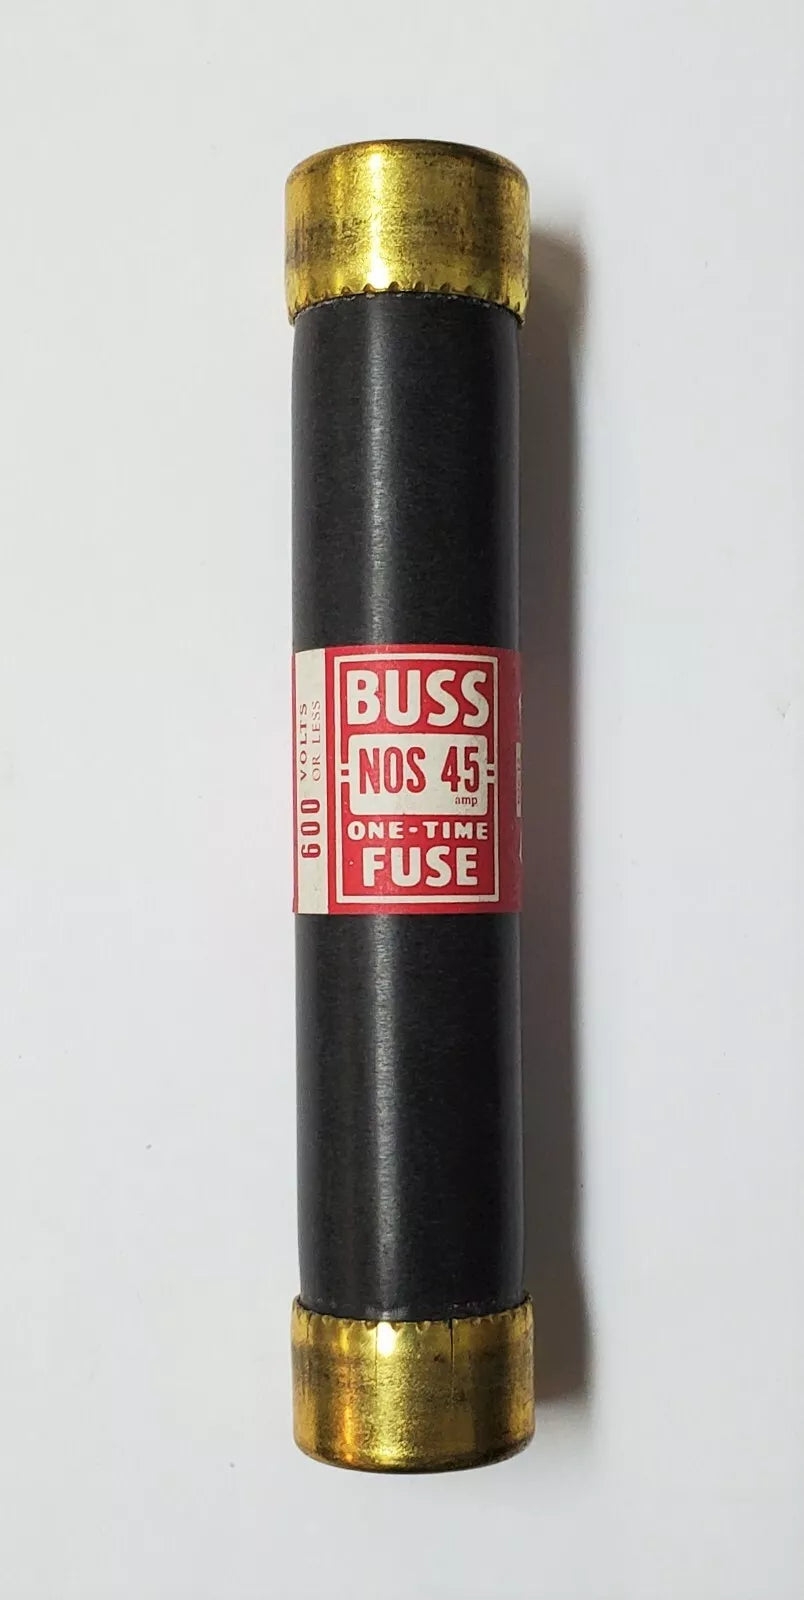 600 VOLTS
OR LESS
BUSS
NOS 45
amp
ONE-TIME
FUSE